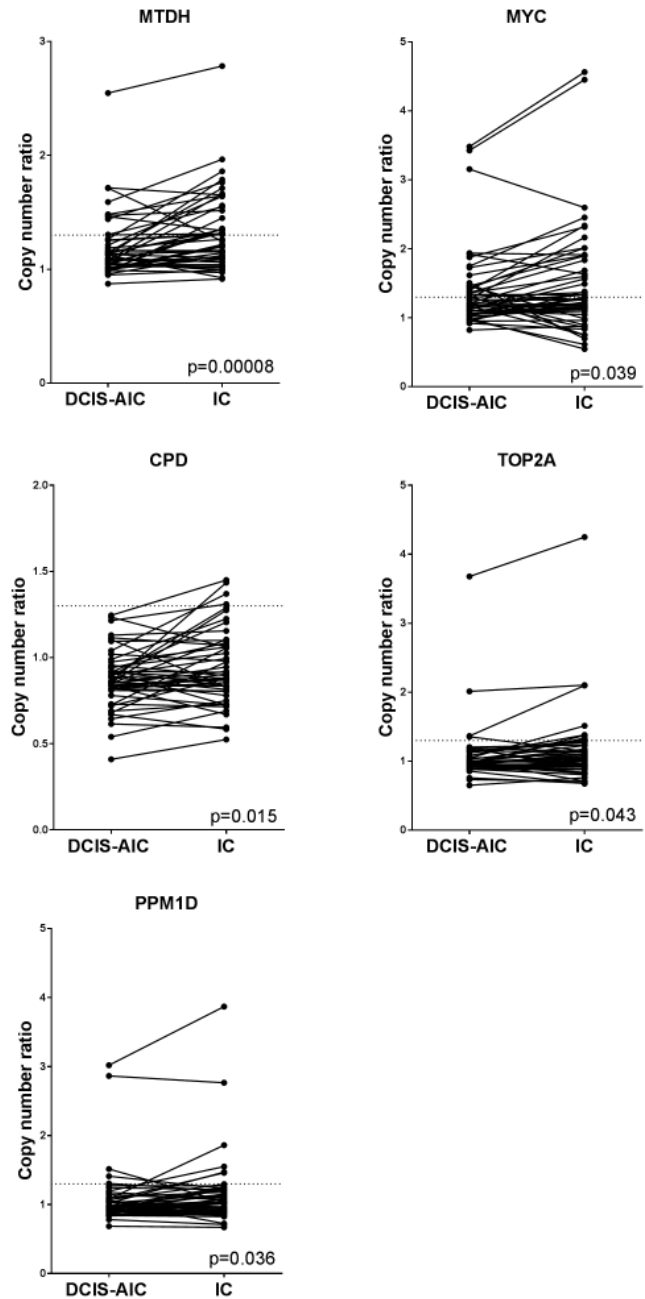 MTDH
Copy number ratio
3
2
1
0
p=0.00008
DCIS-AIC IC
MYC
Copy number ratio
5
4
3
2
1
0
p=0.039
DCIS-AIC IC
CPD
Copy number ratio
2.0
1.5
1.0
0.5
0.0
p=0.015
DCIS-AIC IC
TOP2A
Copy number ratio
5
4
3
2
1
0
p=0.043
DCIS-AIC IC
PPM1D
Copy number ratio
5
4
3
2
1
0
p=0.036
DCIS-AIC IC